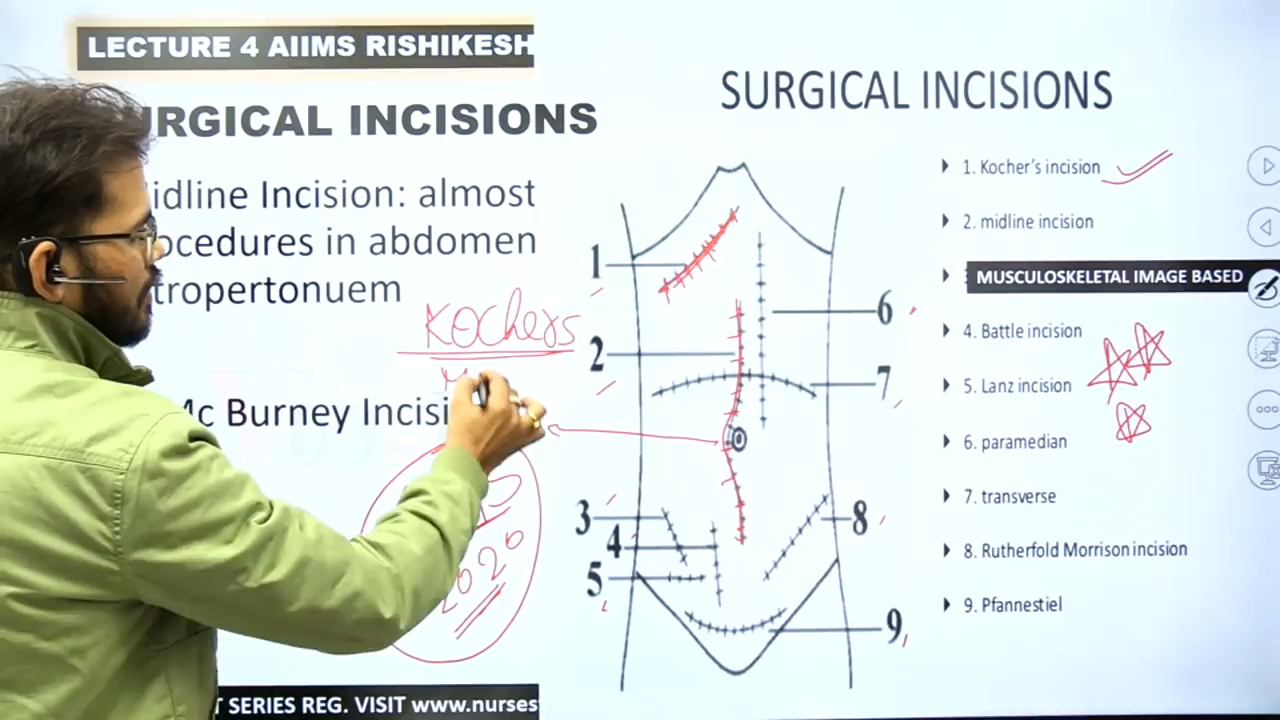 LECTURE 4 AIIMS RISHIKESH
URGICAL INCISIONS
idline Incision: almost
ocedures in abdomen
tropertonuem
Kochers
Mc Burney Incisi
T SERIES REG. VISIT www.nurses
SURGICAL INCISIONS
1
2
3
4
5
6
7
8
9
1. Kocher's incision
2. midline incision
MUSCULOSKELETAL IMAGE BASED
4. Battle incision
5. Lanz incision
6. paramedian
7. transverse
8. Rutherfold Morrison incision
9. Pfannestiel